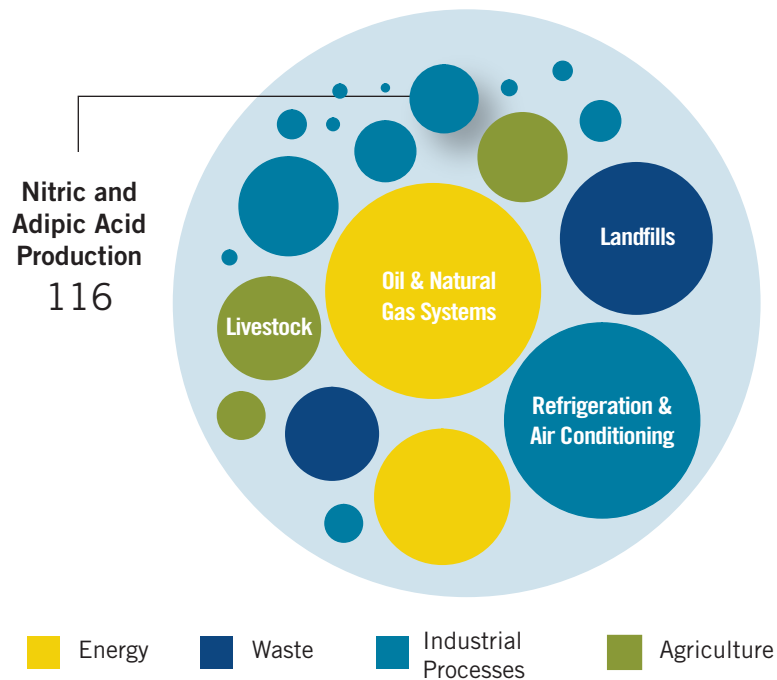 Nitric and
Adipic Acid
Production
116
Oil & Natural
Gas Systems
Landfills
Livestock
Refrigeration &
Air Conditioning
Energy
Waste
Industrial
Processes
Agriculture